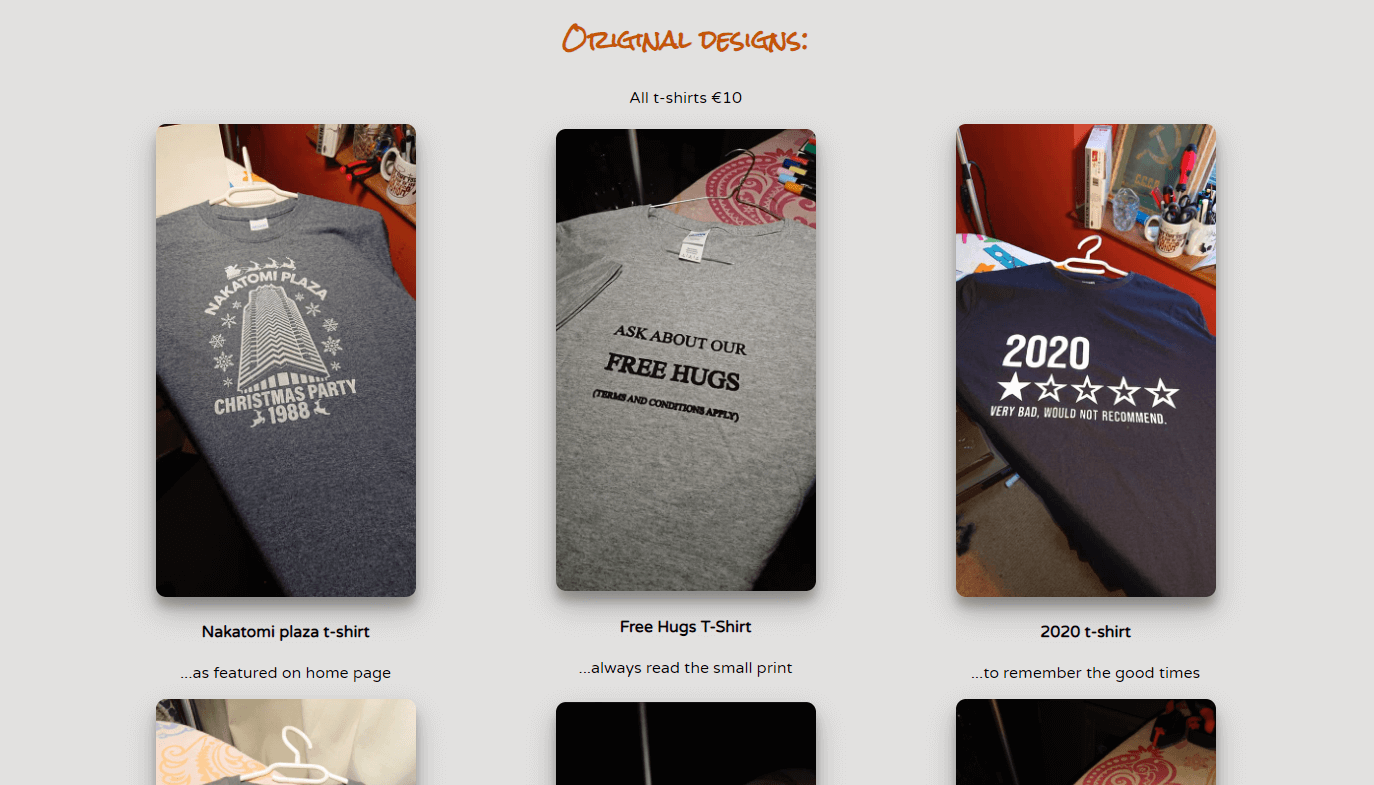 Original designs:
All t-shirts €10
NAKATOMI PLAZA
CHRISTMAS PARTY
1988
ASK ABOUT OUR
FREE HUGS
(TERMS AND CONDITIONS APPLY)
CCCP
2020
VERY BAD, WOULD NOT RECOMMEND.
Nakatomi plaza t-shirt
Free Hugs T-Shirt
2020 t-shirt
...as featured on home page
...always read the small print
...to remember the good times